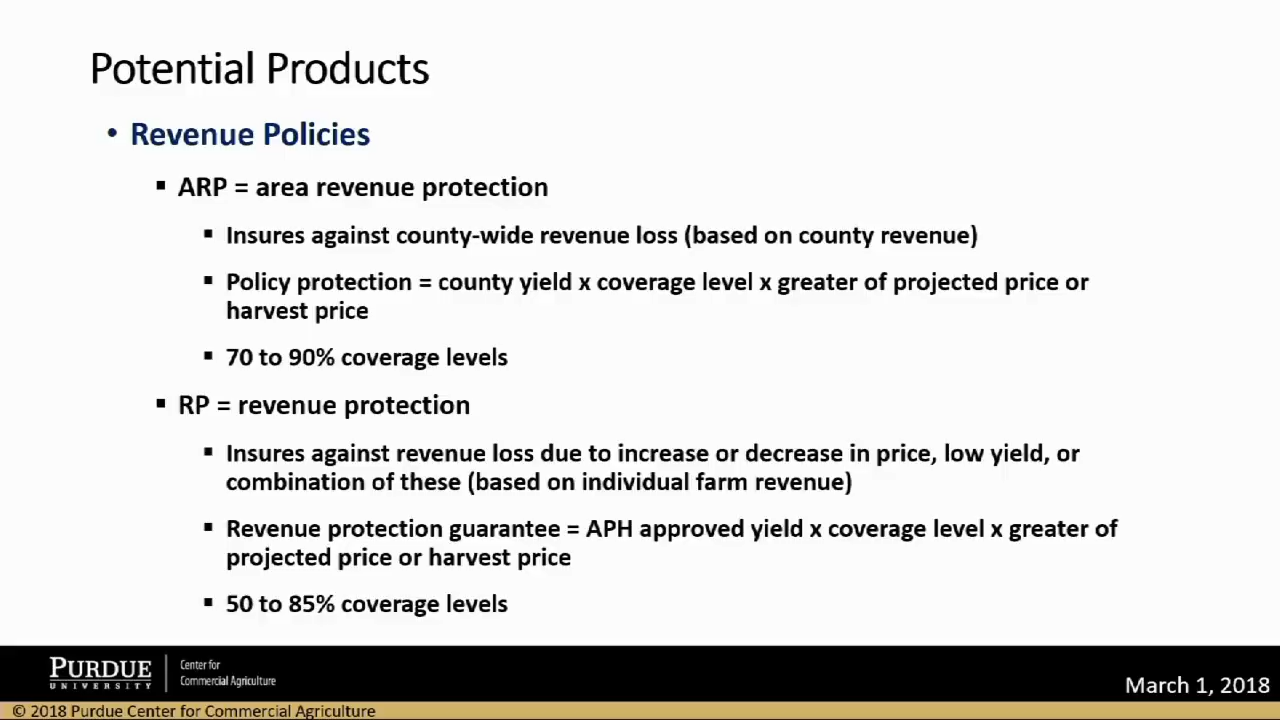 Potential Products
• Revenue Policies
▪ ARP = area revenue protection
▪ Insures against county-wide revenue loss (based on county revenue)
▪ Policy protection = county yield x coverage level x greater of projected price or
harvest price
▪ 70 to 90% coverage levels
▪ RP = revenue protection
▪ Insures against revenue loss due to increase or decrease in price, low yield, or
combination of these (based on individual farm revenue)
▪ Revenue protection guarantee = APH approved yield x coverage level x greater of
projected price or harvest price
▪ 50 to 85% coverage levels
PURDUE
UNIVERSITY
Center for
Commercial Agriculture
March 1, 2018
© 2018 Purdue Center for Commercial Agriculture